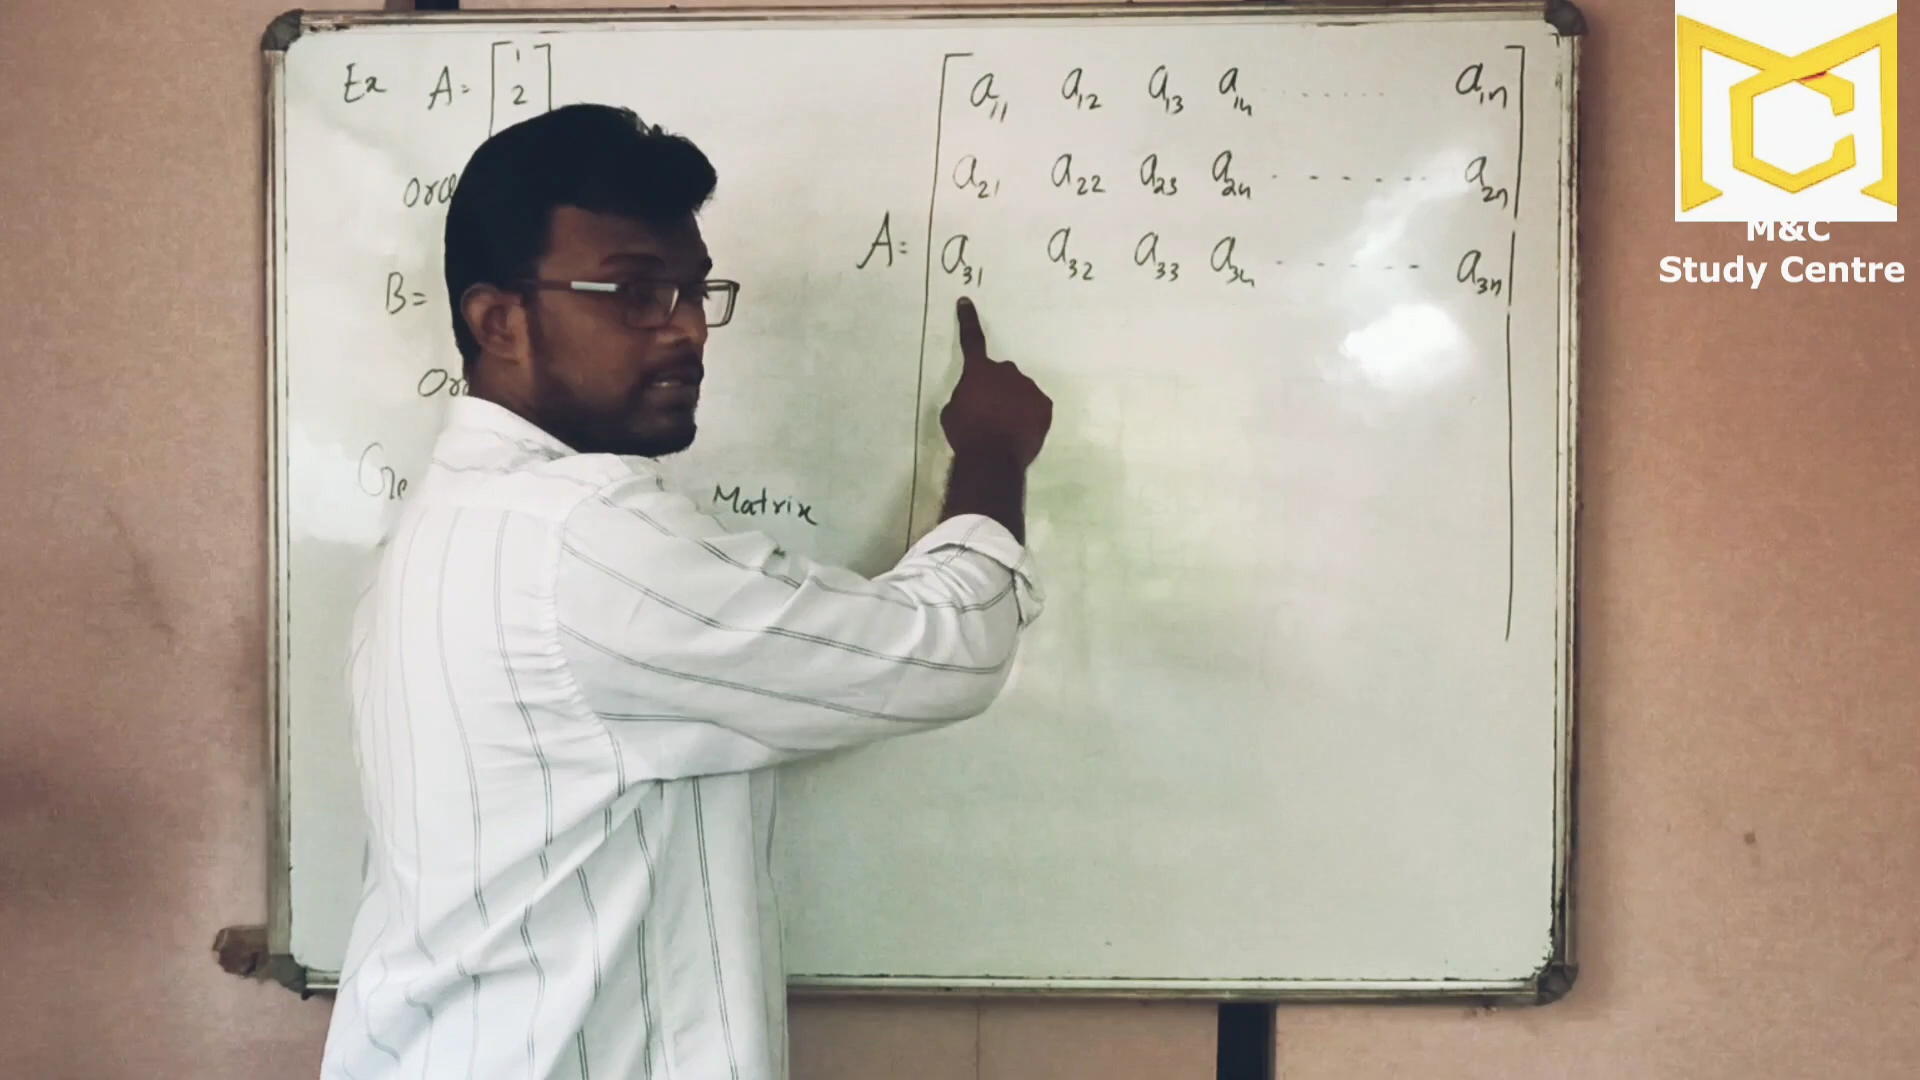 Ex A = [1
2]
B =
Matrix
A =
a11 a12 a13 a14 ........ a1n
a21 a22 a23 a24 ........ a2n
a31 a32 a33 a34 ........ a3n
M&C
Study Centre